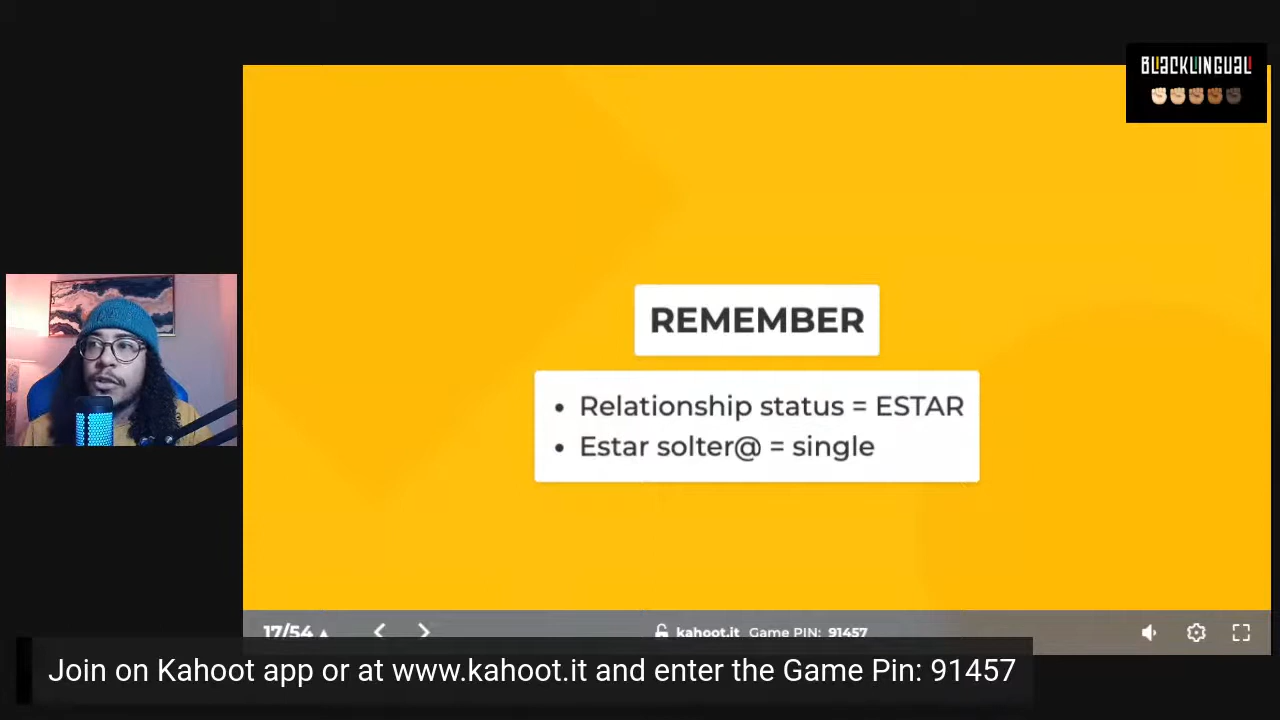 BLACKLINGUAL
REMEMBER
• Relationship status = ESTAR
• Estar solter@ = single
17/54
kahoot.it Game PIN: 91457
Join on Kahoot app or at www.kahoot.it and enter the Game Pin: 91457